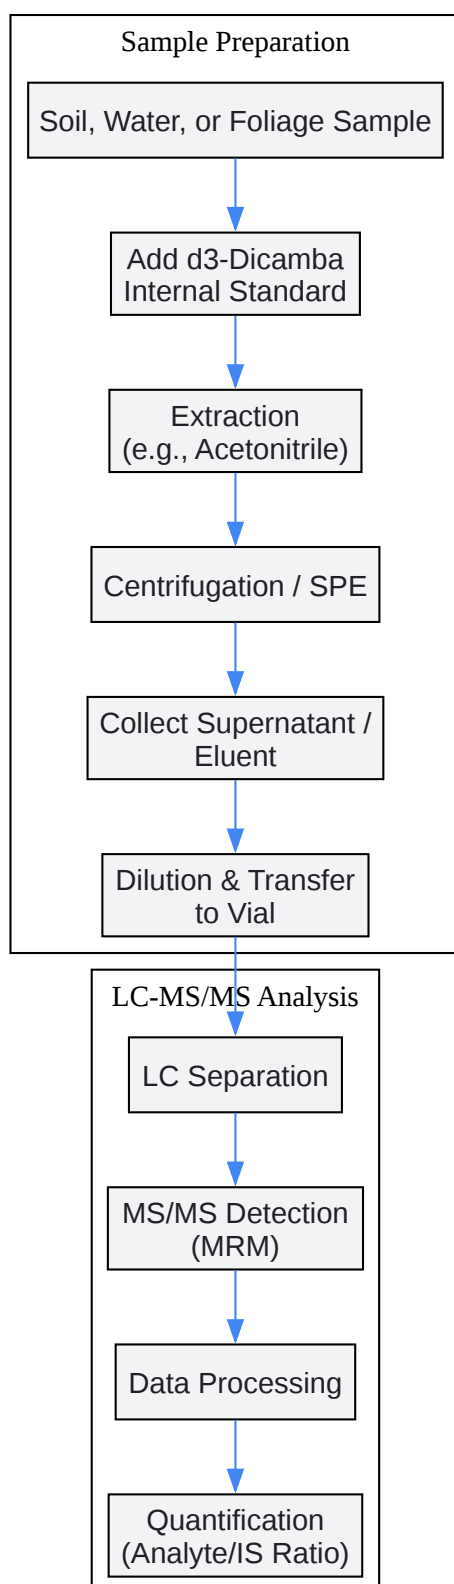 Sample Preparation
Soil, Water, or Foliage Sample
Add d3-Dicamba
Internal Standard
Extraction
(e.g., Acetonitrile)
Centrifugation / SPE
Collect Supernatant /
Eluent
Dilution & Transfer
to Vial
LC-MS/MS Analysis
LC Separation
MS/MS Detection
(MRM)
Data Processing
Quantification
(Analyte/IS Ratio)